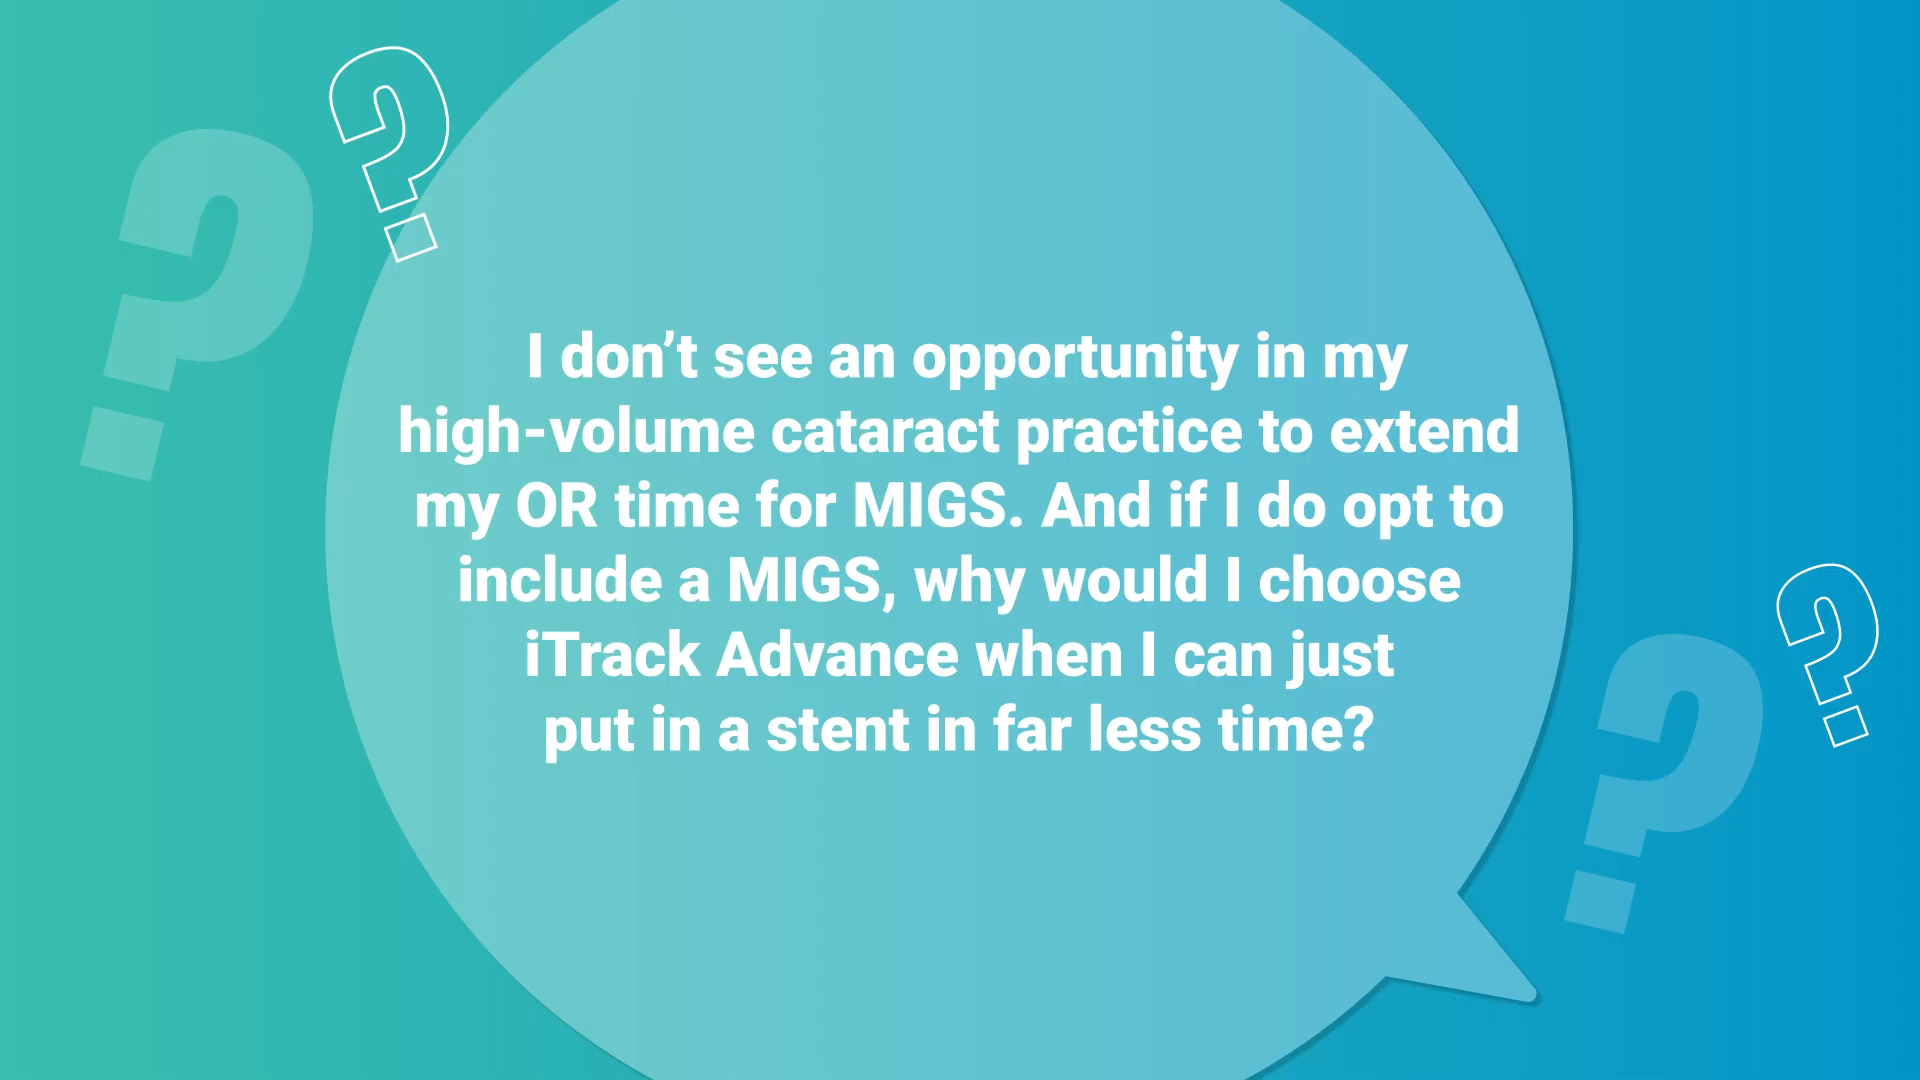 I don’t see an opportunity in my
high-volume cataract practice to extend
my OR time for MIGS. And if I do opt to
include a MIGS, why would I choose
iTrack Advance when I can just
put in a stent in far less time?